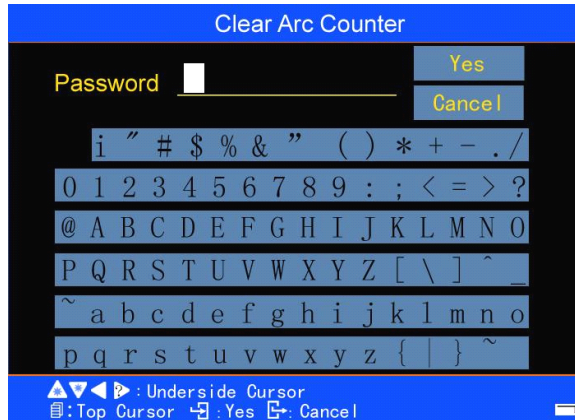 Clear Arc Counter
Password
Yes
Cancel
i ″ # $ % & ” ( ) * + - . /
0 1 2 3 4 5 6 7 8 9 : ; < = > ?
@ A B C D E F G H I J K L M N O
P Q R S T U V W X Y Z [ \ ] ^ _
~ a b c d e f g h i j k l m n o
p q r s t u v w x y z { | } ~
: Underside Cursor
: Top Cursor : Yes : Cancel